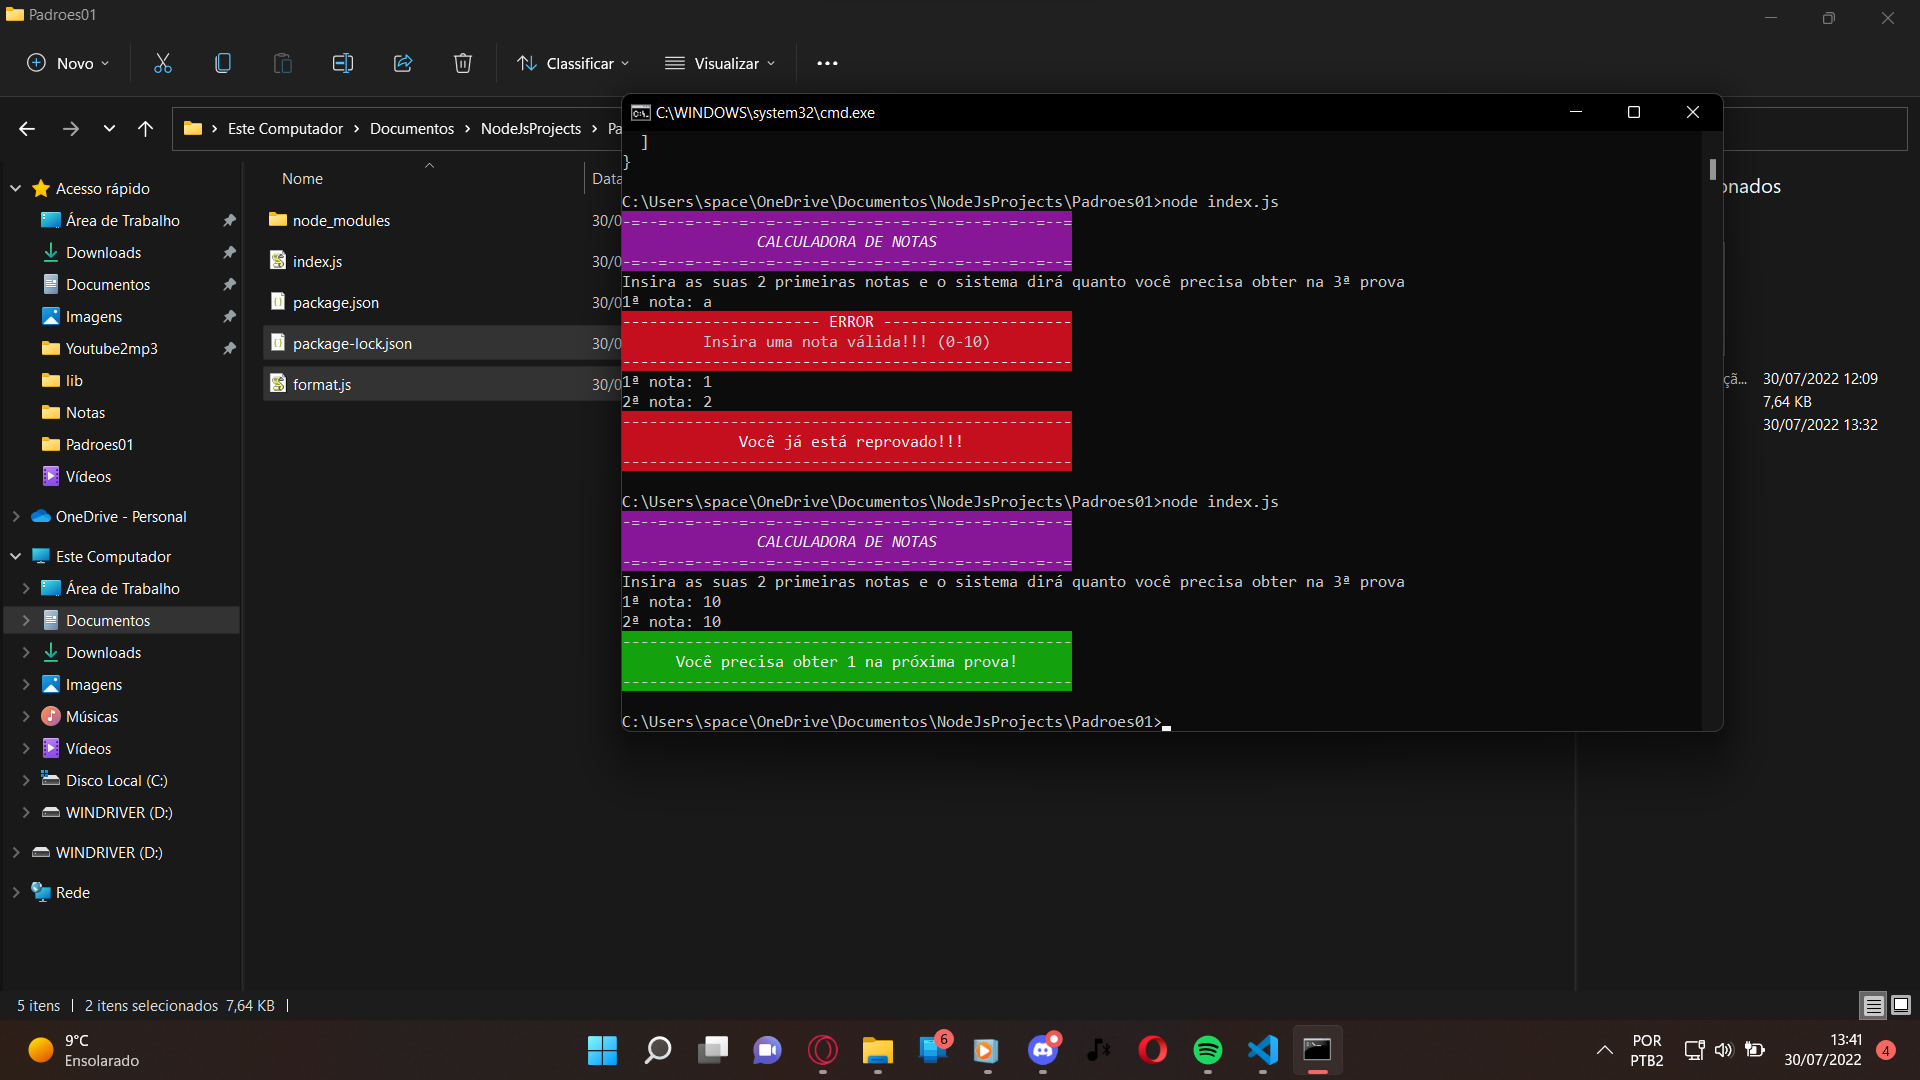 Padroes01
Novo
Classificar
Visualizar
Este Computador
Documentos
NodeJsProjects
C:\WINDOWS\system32\cmd.exe
Acesso rápido
Área de Trabalho
Downloads
Documentos
Imagens
Youtube2mp3
lib
Notas
Padroes01
Vídeos
OneDrive - Personal
Este Computador
Área de Trabalho
Documentos
Downloads
Imagens
Músicas
Vídeos
Disco Local (C:)
WINDRIVER (D:)
WINDRIVER (D:)
Rede
Nome
Data
node_modules
30/0
index.js
30/0
package.json
30/0
package-lock.json
30/0
format.js
30/0
]
}
C:\Users\space\OneDrive\Documentos\NodeJsProjects\Padroes01>node index.js
-=--=--=--=--=--=--=--=--=--=--=--=--=--=--=--=--=
CALCULADORA DE NOTAS
-=--=--=--=--=--=--=--=--=--=--=--=--=--=--=--=--=
Insira as suas 2 primeiras notas e o sistema dirá quanto você precisa obter na 3ª prova
1ª nota: a
---------------------- ERROR ---------------------
Insira uma nota válida!!! (0-10)
--------------------------------------------------
1ª nota: 1
2ª nota: 2
--------------------------------------------------
Você já está reprovado!!!
--------------------------------------------------
C:\Users\space\OneDrive\Documentos\NodeJsProjects\Padroes01>node index.js
-=--=--=--=--=--=--=--=--=--=--=--=--=--=--=--=--=
CALCULADORA DE NOTAS
-=--=--=--=--=--=--=--=--=--=--=--=--=--=--=--=--=
Insira as suas 2 primeiras notas e o sistema dirá quanto você precisa obter na 3ª prova
1ª nota: 10
2ª nota: 10
--------------------------------------------------
Você precisa obter 1 na próxima prova!
--------------------------------------------------
C:\Users\space\OneDrive\Documentos\NodeJsProjects\Padroes01>
onados
çã... 30/07/2022 12:09
7,64 KB
30/07/2022 13:32
5 itens | 2 itens selecionados 7,64 KB |
9°C
Ensolarado
6
POR
PTB2
13:41
30/07/2022
4